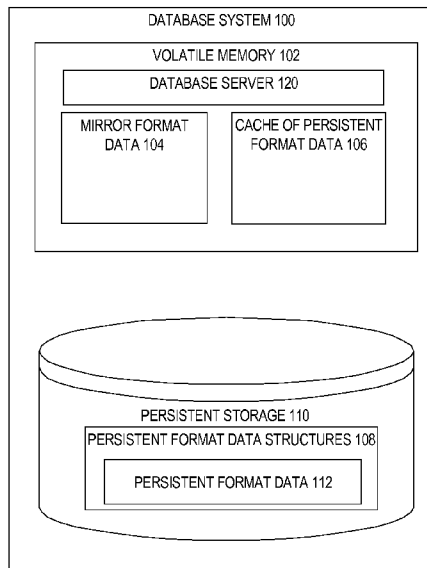 DATABASE SYSTEM 100
VOLATILE MEMORY 102
DATABASE SERVER 120
MIRROR FORMAT
DATA 104
CACHE OF PERSISTENT
FORMAT DATA 106
PERSISTENT STORAGE 110
PERSISTENT FORMAT DATA STRUCTURES 108
PERSISTENT FORMAT DATA 112